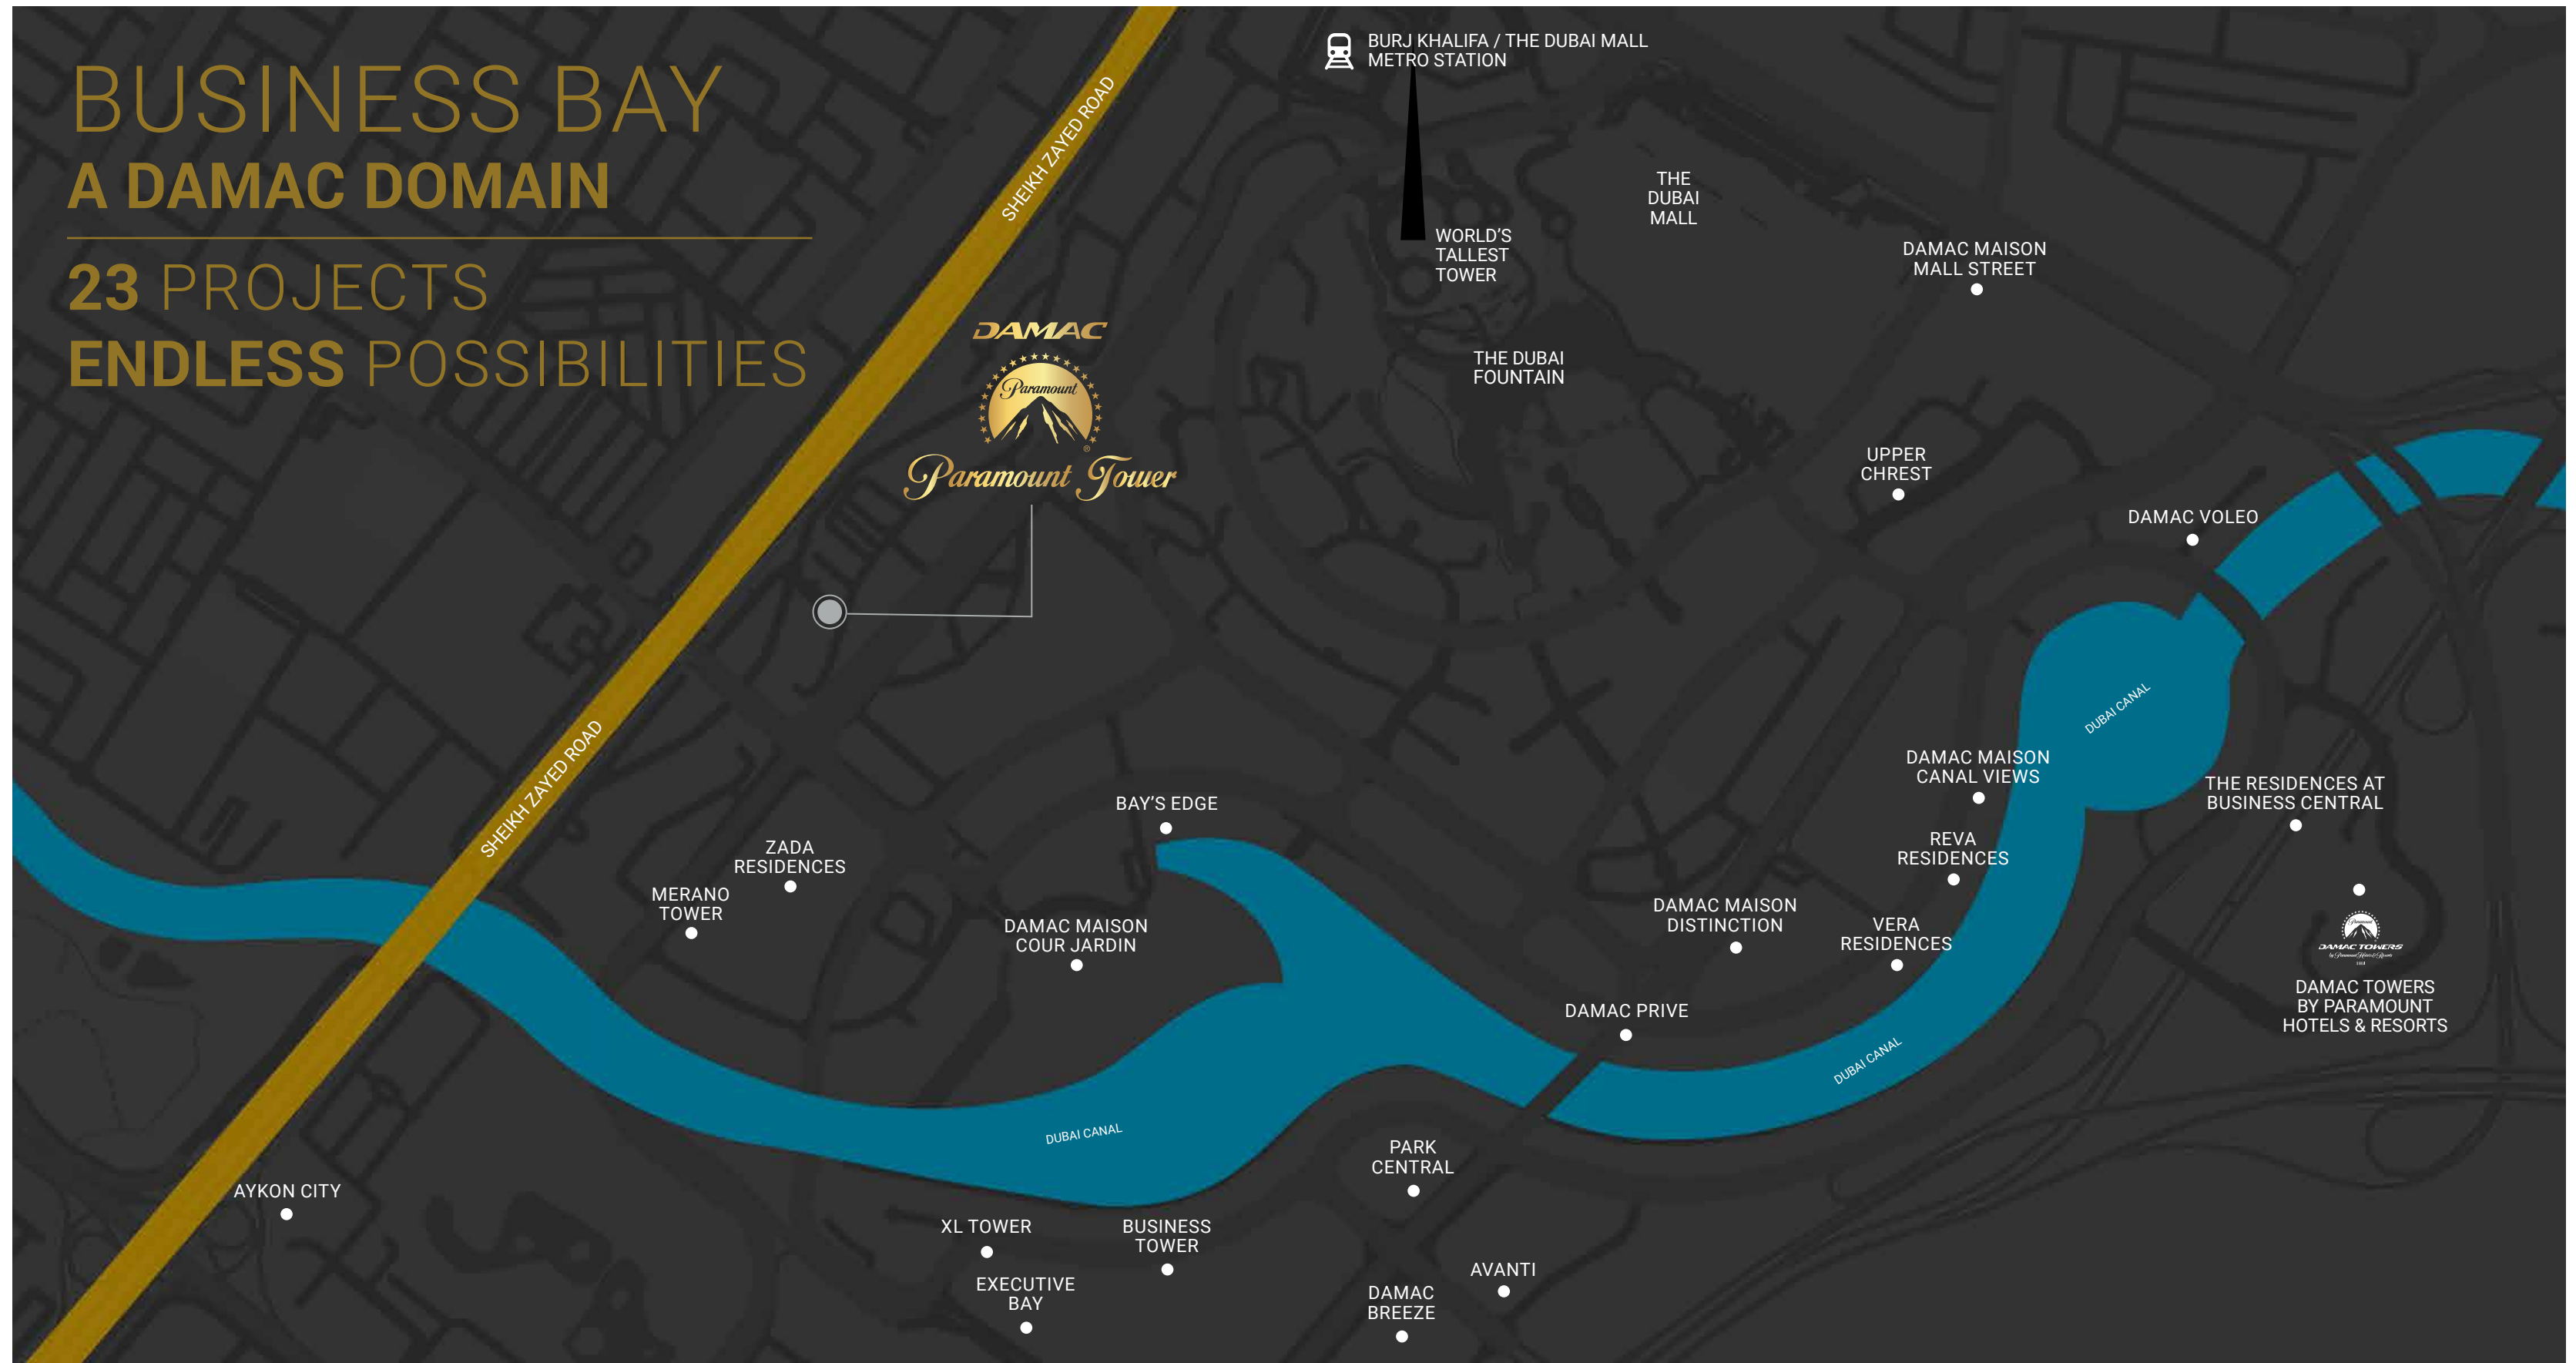 BUSINESS BAY
A DAMAC DOMAIN
23 PROJECTS
ENDLESS POSSIBILITIES
SHEIKH ZAYED ROAD
BURJ KHALIFA / THE DUBAI MALL
METRO STATION
WORLD'S
TALLEST
TOWER
THE
DUBAI
MALL
DAMAC MAISON
MALL STREET
THE DUBAI
FOUNTAIN
DAMAC
Paramount
®
Paramount Tower
UPPER
CHREST
DAMAC VOLEO
DUBAI CANAL
SHEIKH ZAYED ROAD
DAMAC MAISON
CANAL VIEWS
THE RESIDENCES AT
BUSINESS CENTRAL
BAY'S EDGE
REVA
RESIDENCES
ZADA
RESIDENCES
MERANO
TOWER
DAMAC MAISON
COUR JARDIN
DAMAC MAISON
DISTINCTION
VERA
RESIDENCES
Paramount
DAMAC TOWERS
by Paramount Hotels & Resorts
DAMAC TOWERS
BY PARAMOUNT
HOTELS & RESORTS
DAMAC PRIVE
DUBAI CANAL
DUBAI CANAL
PARK
CENTRAL
AYKON CITY
XL TOWER
BUSINESS
TOWER
EXECUTIVE
BAY
AVANTI
DAMAC
BREEZE